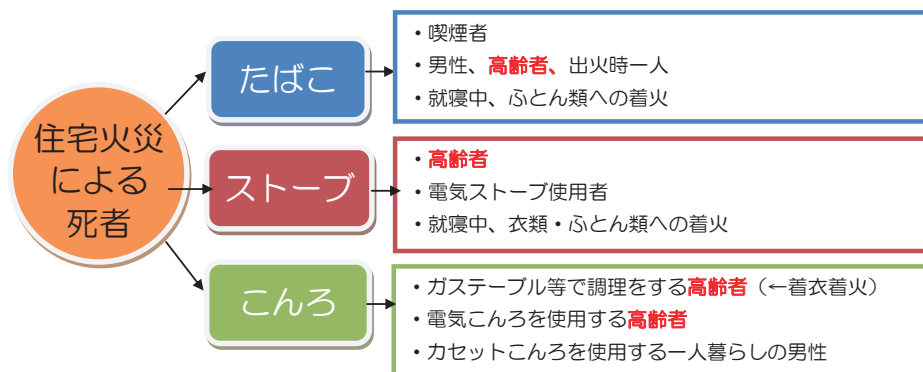 住宅火災
による
死者
たばこ
・喫煙者
・男性、高齢者、出火時一人
・就寝中、ふとん類への着火
ストーブ
・高齢者
・電気ストーブ使用者
・就寝中、衣類・ふとん類への着火
こんろ
・ガステーブル等で調理をする高齢者（←着衣着火）
・電気こんろを使用する高齢者
・カセットこんろを使用する一人暮らしの男性